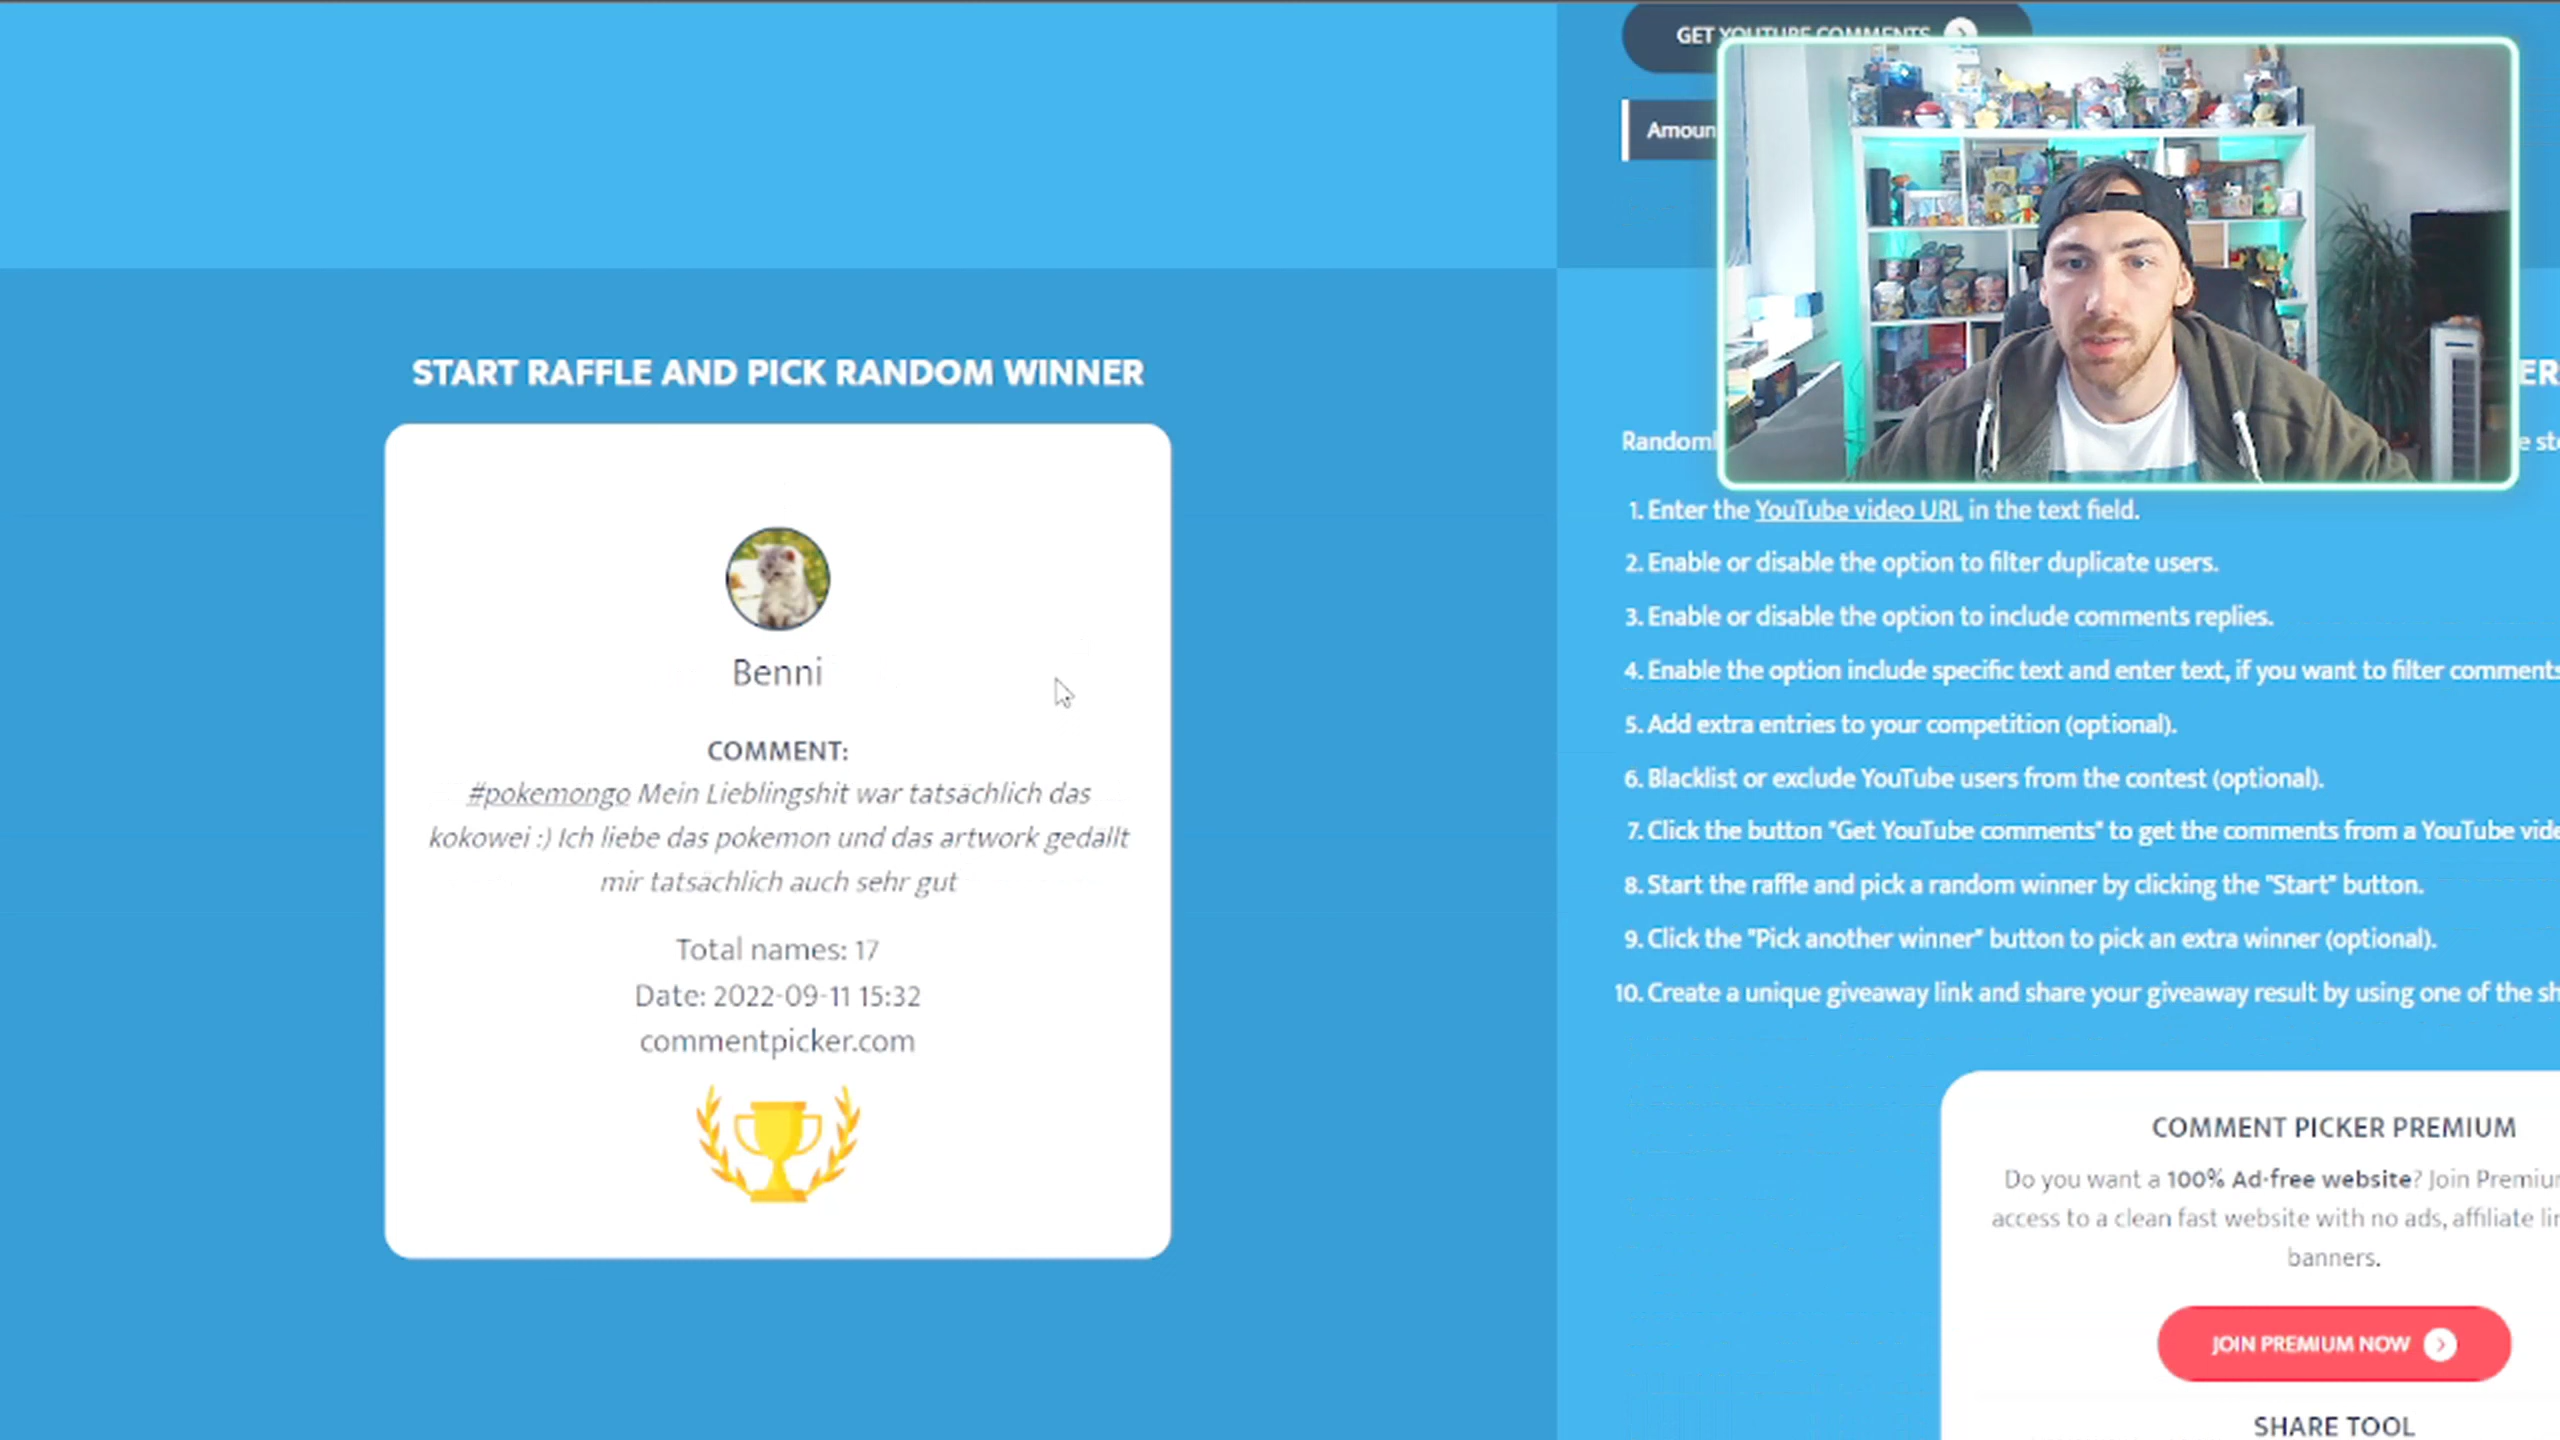 GET YOUTUBE COMMENTS
START RAFFLE AND PICK RANDOM WINNER
Benni
COMMENT:
#pokemongo Mein Lieblingshit war tatsächlich das
kokowei :) Ich liebe das pokemon und das artwork gedällt
mir tatsächlich auch sehr gut
Total names: 17
Date: 2022-09-11 15:32
commentpicker.com
1. Enter the YouTube video URL in the text field.
2. Enable or disable the option to filter duplicate users.
3. Enable or disable the option to include comments replies.
4. Enable the option include specific text and enter text, if you want to filter comments
5. Add extra entries to your competition (optional).
6. Blacklist or exclude YouTube users from the contest (optional).
7. Click the button "Get YouTube comments" to get the comments from a YouTube vide
8. Start the raffle and pick a random winner by clicking the "Start" button.
9. Click the "Pick another winner" button to pick an extra winner (optional).
10. Create a unique giveaway link and share your giveaway result by using one of the sh
COMMENT PICKER PREMIUM
Do you want a 100% Ad-free website? Join Premiu
access to a clean fast website with no ads, affiliate lin
banners.
JOIN PREMIUM NOW
SHARE TOOL